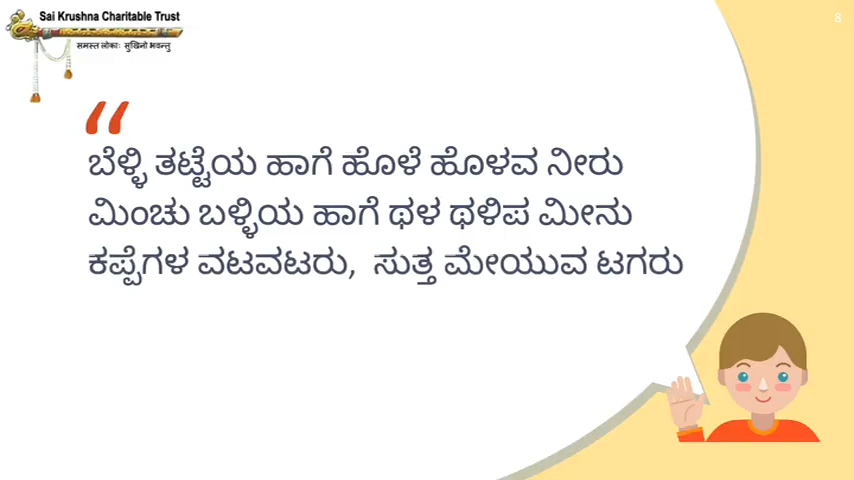 Sai Krushna Charitable Trust
समस्त लोकाः सुखिनो भवन्तु
8
“
ಬೆಳ್ಳಿ ತಟ್ಟೆಯ ಹಾಗೆ ಹೊಳೆ ಹೊಳವ ನೀರು
ಮಿಂಚು ಬಳ್ಳಿಯ ಹಾಗೆ ಥಳ ಥಳಿಪ ಮೀನು
ಕಪ್ಪೆಗಳ ವಟವಟರು, ಸುತ್ತ ಮೇಯುವ ಟಗರು